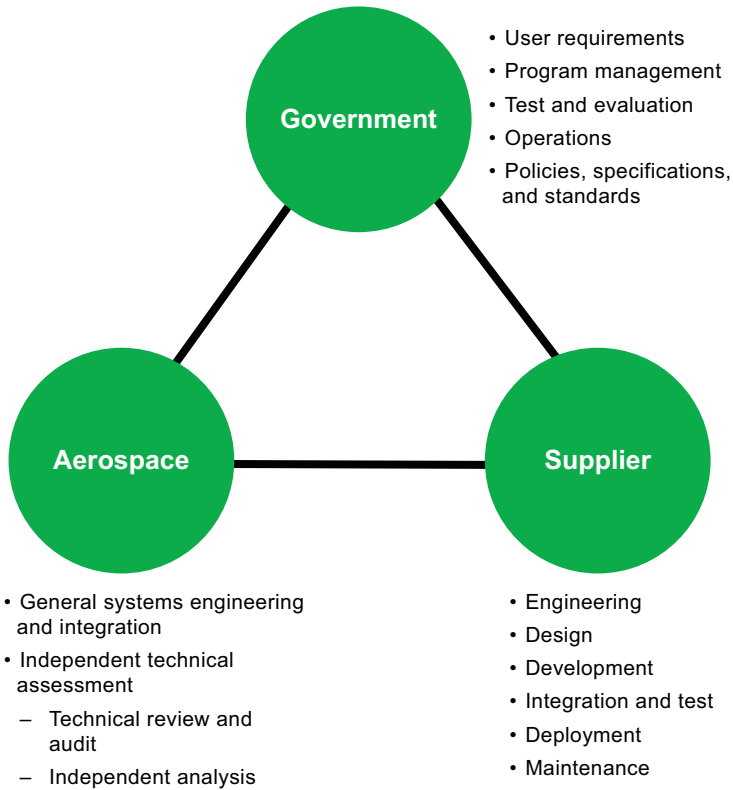 Government
• User requirements
• Program management
• Test and evaluation
• Operations
• Policies, specifications,
and standards
Aerospace
Supplier
• General systems engineering
and integration
• Independent technical
assessment
– Technical review and
audit
– Independent analysis
• Engineering
• Design
• Development
• Integration and test
• Deployment
• Maintenance